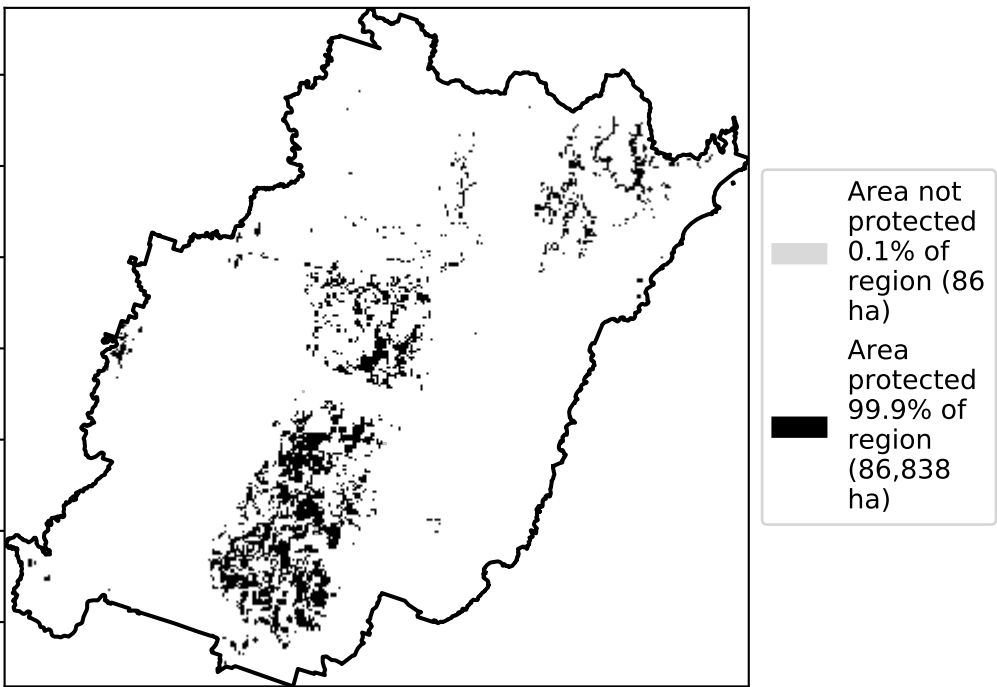 Area not
protected
0.1% of
region (86
ha)
Area
protected
99.9% of
region
(86,838
ha)